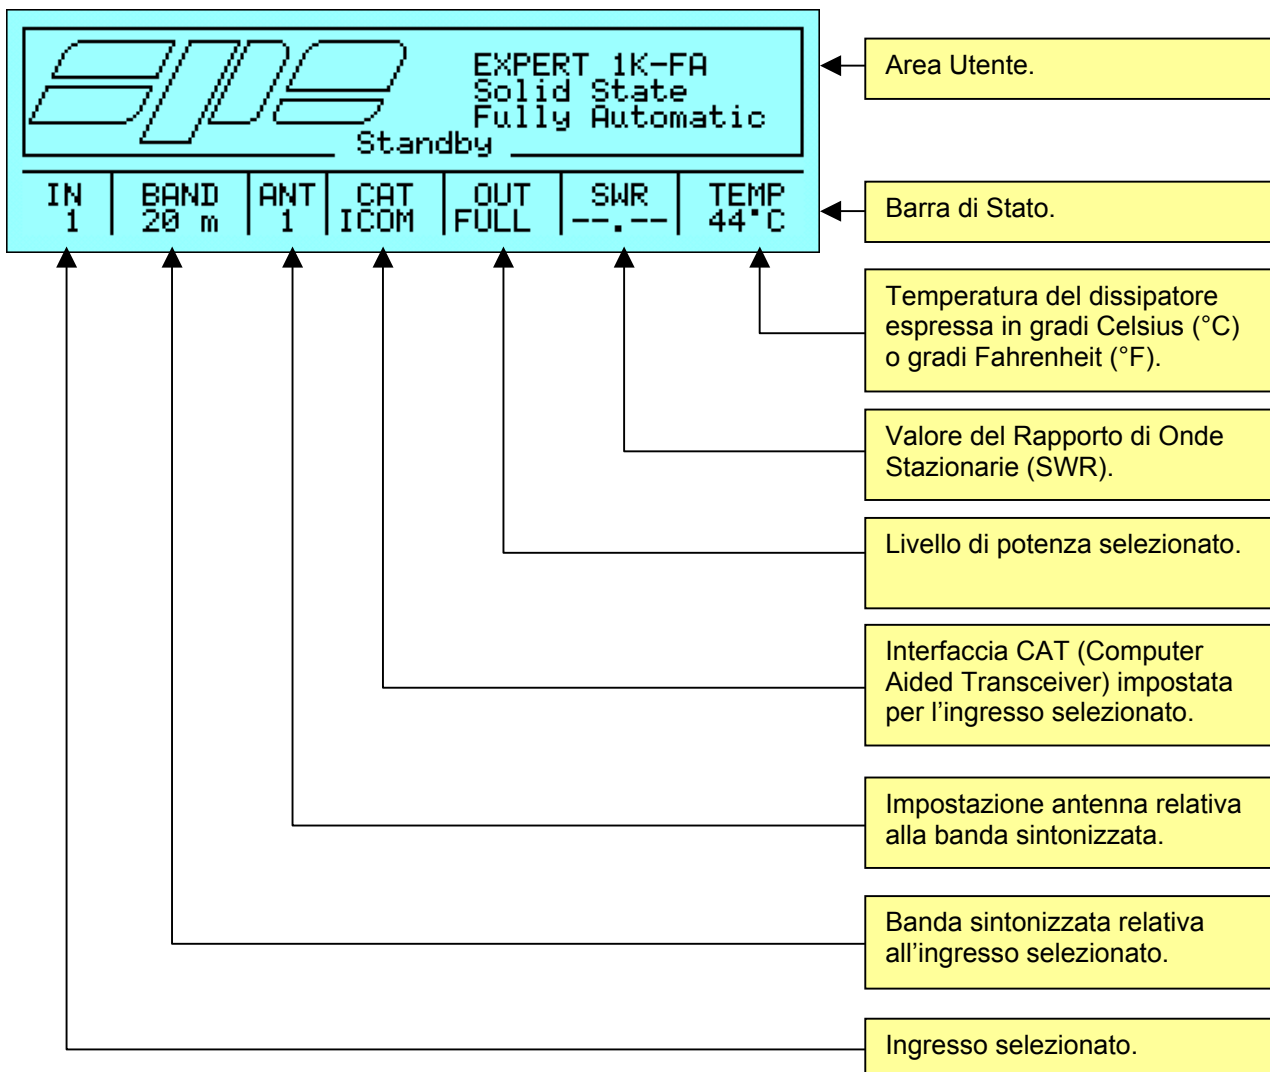 spe
EXPERT 1K-FA
Solid State
Fully Automatic
Standby
IN BAND ANT CAT OUT SWR TEMP
1 20 m 1 ICOM FULL --.-- 44°C
Area Utente.
Barra di Stato.
Temperatura del dissipatore
espressa in gradi Celsius (°C)
o gradi Fahrenheit (°F).
Valore del Rapporto di Onde
Stazionarie (SWR).
Livello di potenza selezionato.
Interfaccia CAT (Computer
Aided Transceiver) impostata
per l’ingresso selezionato.
Impostazione antenna relativa
alla banda sintonizzata.
Banda sintonizzata relativa
all’ingresso selezionato.
Ingresso selezionato.